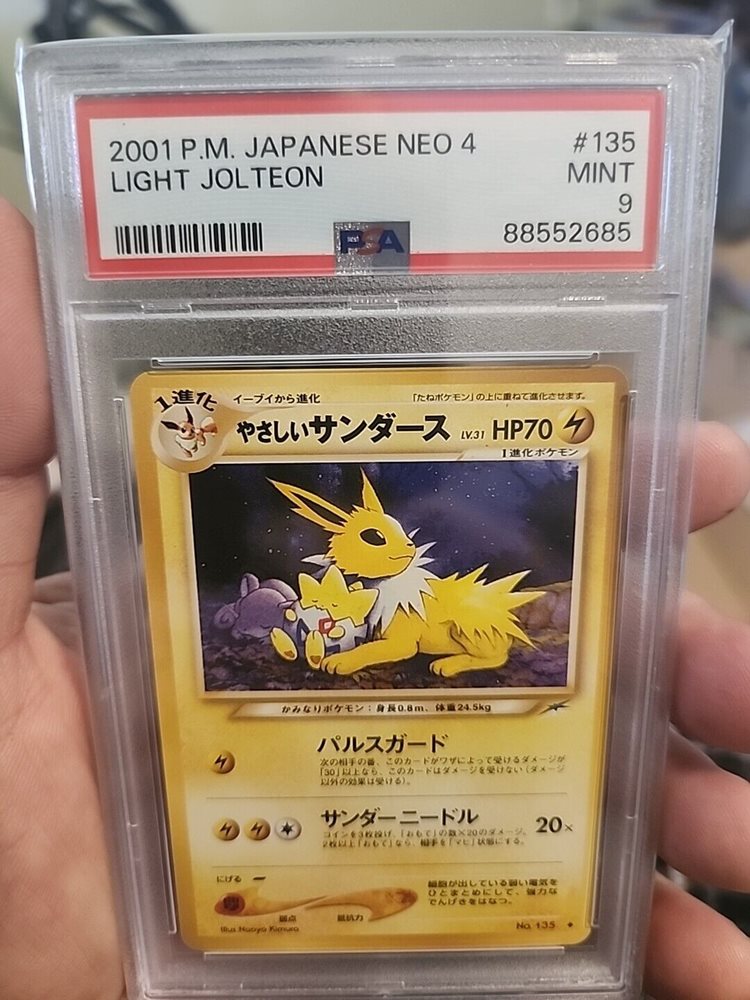 2001 P.M. JAPANESE NEO 4 #135
LIGHT JOLTEON MINT
9
PSA 88552685
1進化 イーブイから進化 「たねポケモン」の上に重ねて進化させます。
やさしいサンダース LV.31 HP70
1進化ポケモン
かみなりポケモン：身長0.8m、体重24.5kg
パルスガード
次の相手の番、このカードがワザによって受けるダメージが
「30」以上なら、このカードはダメージを受けない（ダメージ
以外の効果は受ける）。
サンダーニードル 20×
コインを3枚投げ、「おもて」の数×20のダメージ。
2枚以上「おもて」なら、相手を「マヒ」状態にする。
にげる
弱点 抵抗力
細胞が出している弱い電気を
ひとまとめにして、強力な
でんげきをはなつ。
Illus. Naoyo Kimura No. 135